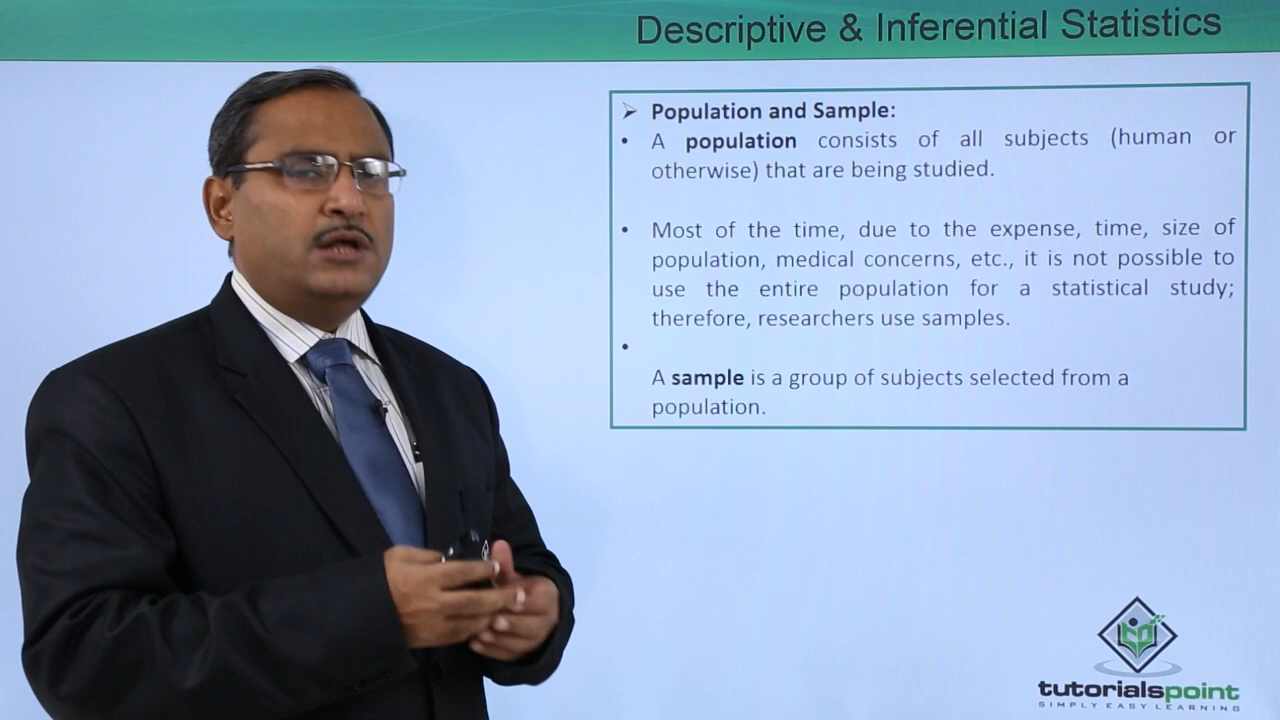 Descriptive & Inferential Statistics
➢ Population and Sample:
• A population consists of all subjects (human or
otherwise) that are being studied.
• Most of the time, due to the expense, time, size of
population, medical concerns, etc., it is not possible to
use the entire population for a statistical study;
therefore, researchers use samples.
•
A sample is a group of subjects selected from a
population.
tutorialspoint
SIMPLY EASY LEARNING